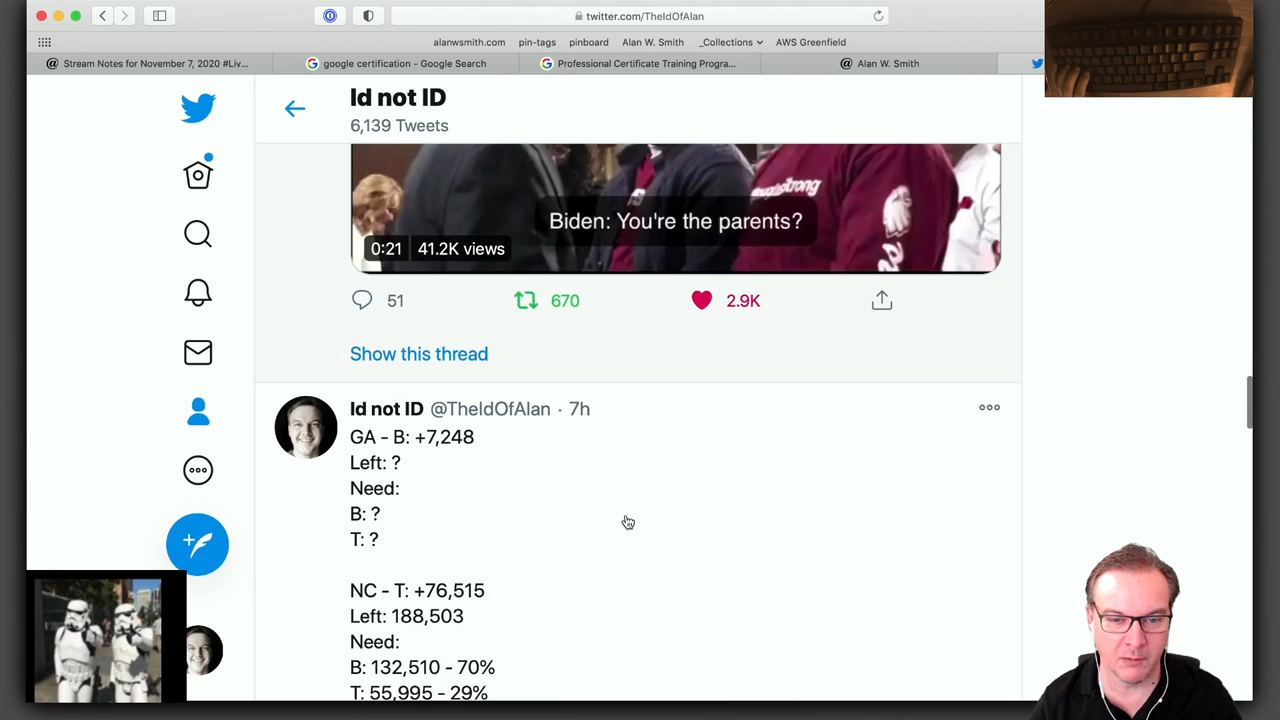 twitter.com/TheIdOfAlan
alanwsmith.com pin-tags pinboard Alan W. Smith _Collections AWS Greenfield
Stream Notes for November 7, 2020 #Liv... google certification - Google Search Professional Certificate Training Progra... Alan W. Smith
Id not ID
6,139 Tweets
Biden: You're the parents?
0:21 41.2K views
51 670 2.9K
Show this thread
Id not ID @TheIdOfAlan · 7h
GA - B: +7,248
Left: ?
Need:
B: ?
T: ?
NC - T: +76,515
Left: 188,503
Need:
B: 132,510 - 70%
T: 55,995 - 29%